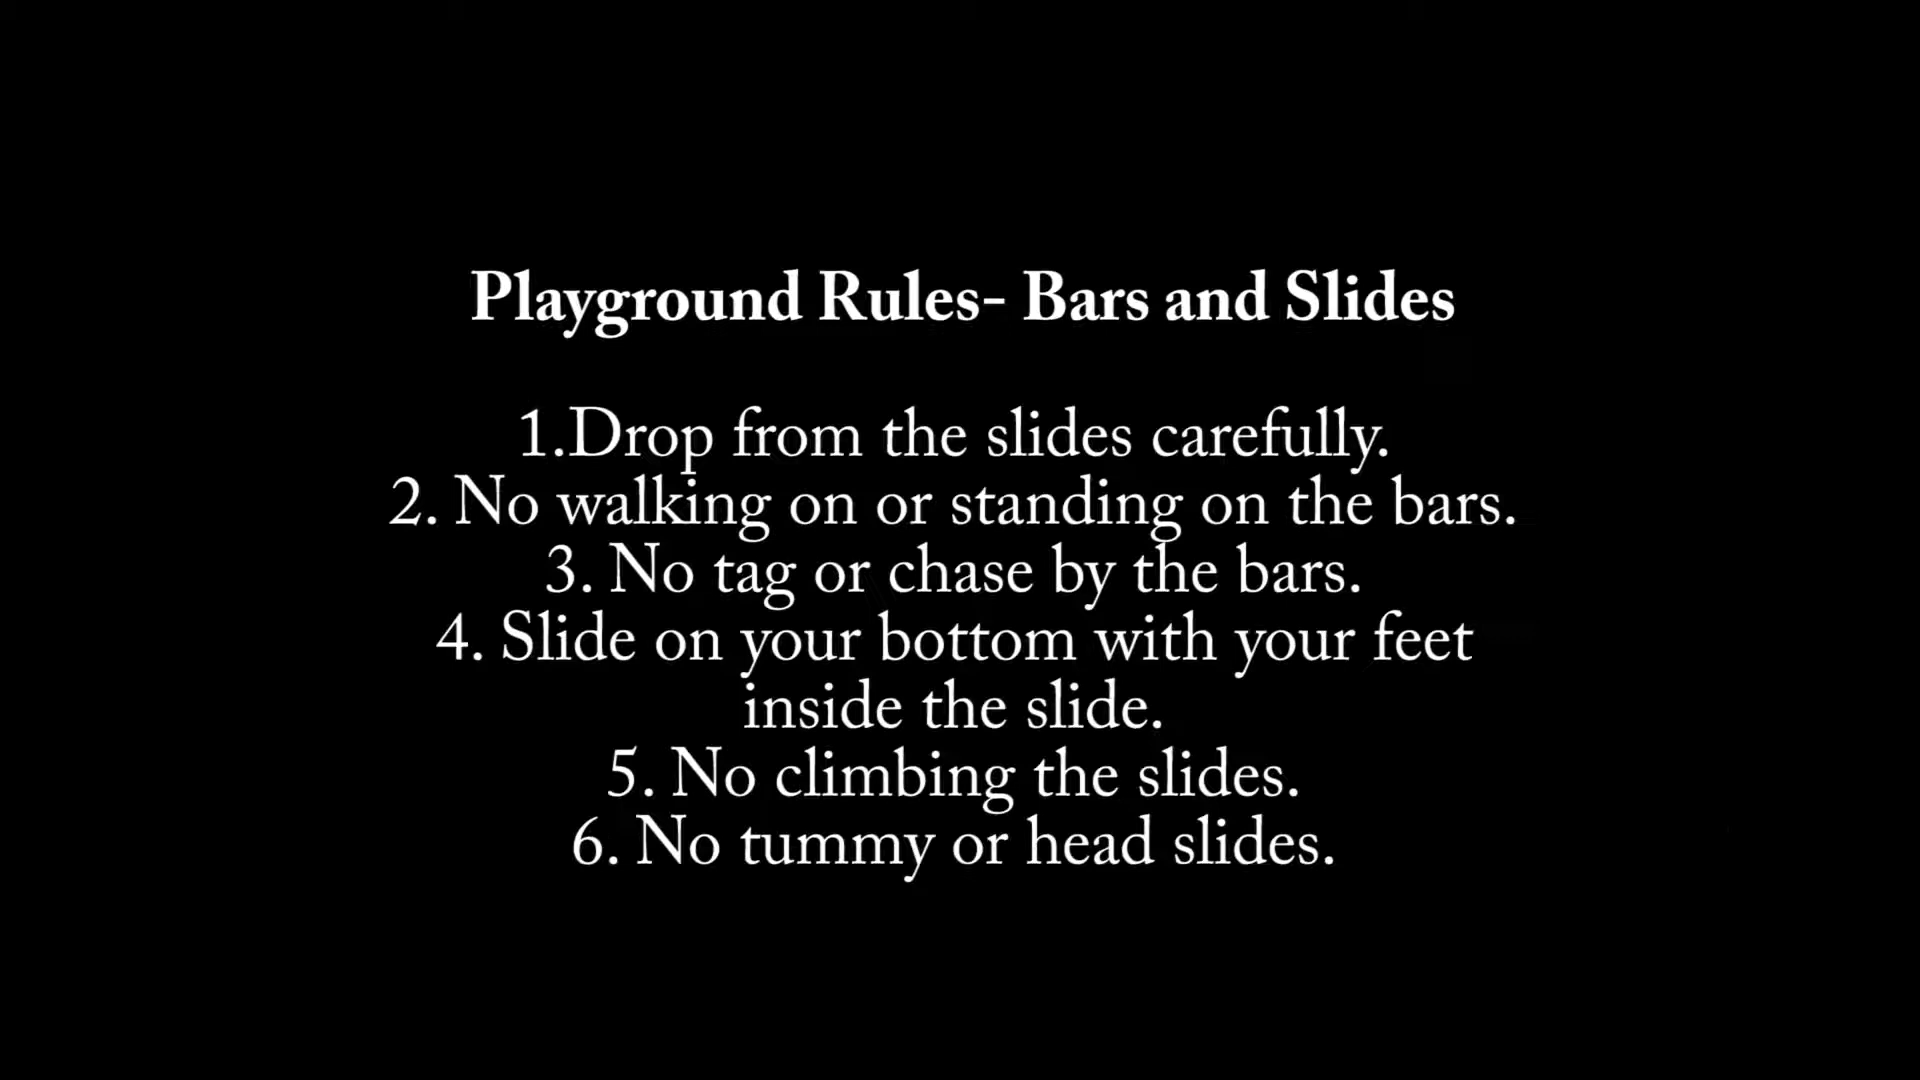 Playground Rules- Bars and Slides
1.Drop from the slides carefully.
2. No walking on or standing on the bars.
3. No tag or chase by the bars.
4. Slide on your bottom with your feet
inside the slide.
5. No climbing the slides.
6. No tummy or head slides.